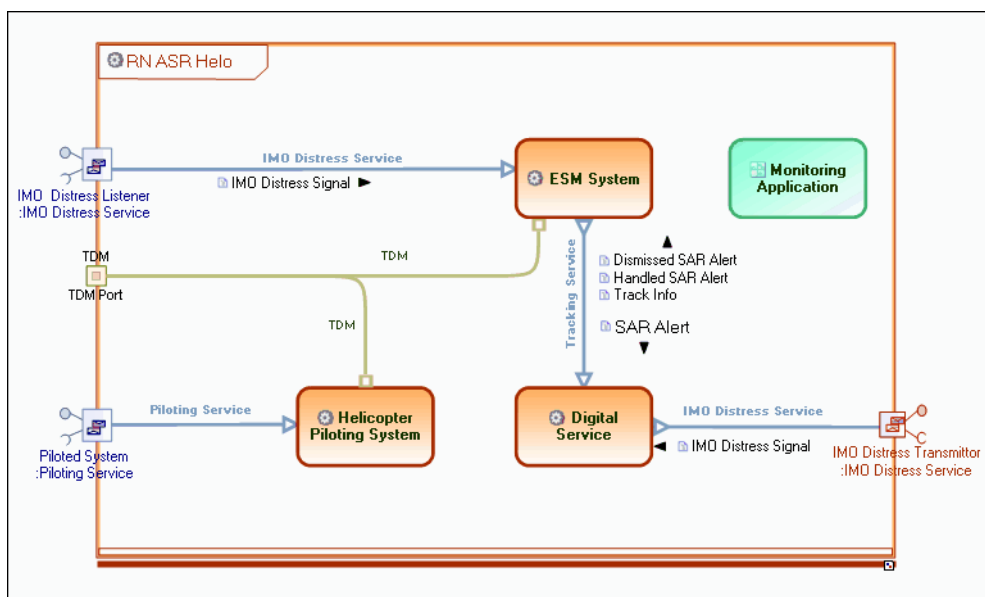 RN ASR Helo
IMO Distress Service
IMO Distress Signal
IMO Distress Listener
:IMO Distress Service
ESM System
Monitoring
Application
TDM
TDM Port
TDM
TDM
Tracking Service
Dismissed SAR Alert
Handled SAR Alert
Track Info
SAR Alert
Piloting Service
Piloted System
:Piloting Service
Helicopter
Piloting System
Digital
Service
IMO Distress Service
IMO Distress Signal
IMO Distress Transmittor
:IMO Distress Service